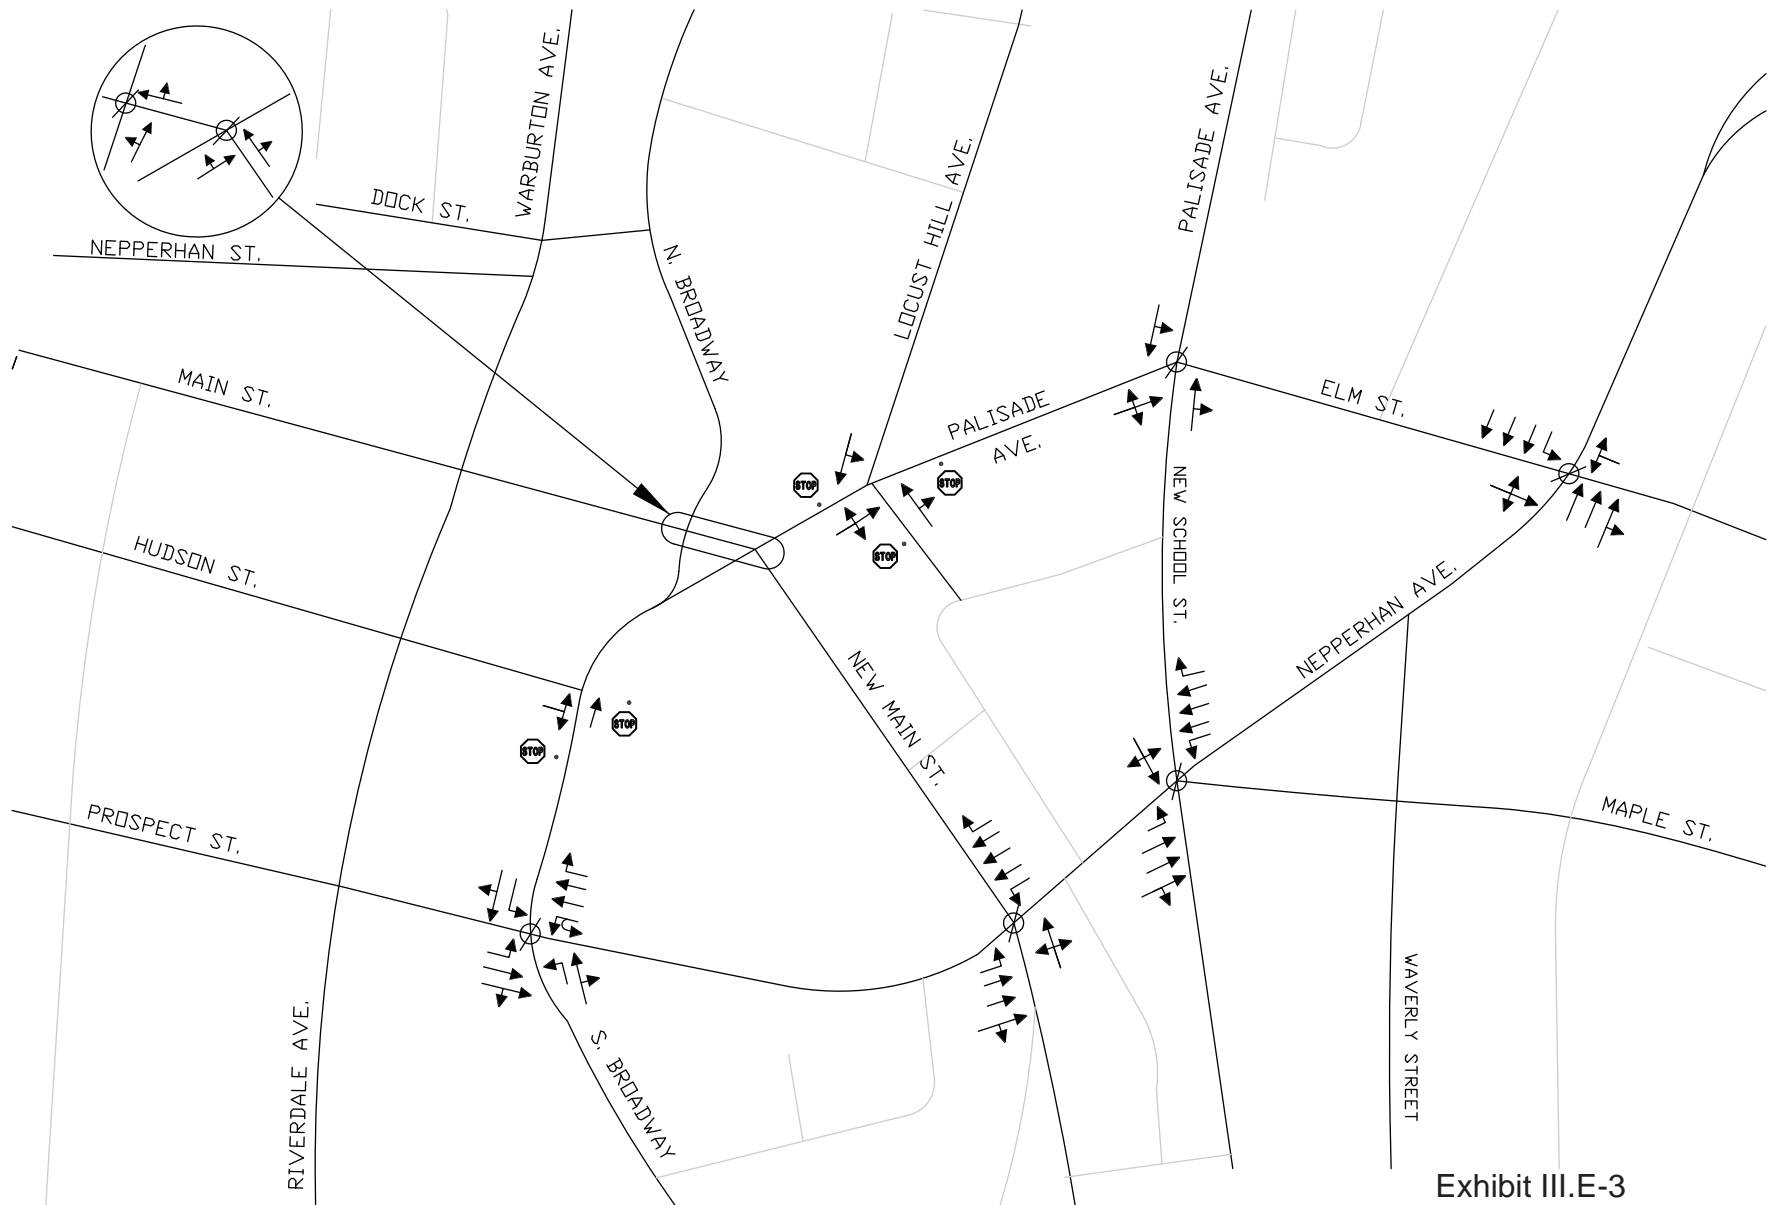 WARBURTON AVE.
DOCK ST.
NEPPERHAN ST.
N. BROADWAY
LOCUST HILL AVE.
PALISADE AVE.
MAIN ST.
PALISADE
AVE.
ELM ST.
STOP
STOP
STOP
HUDSON ST.
NEW SCHOOL ST.
NEPPERHAN AVE.
NEW MAIN ST.
STOP
STOP
PROSPECT ST.
MAPLE ST.
RIVERDALE AVE.
S. BROADWAY
WAVERLY STREET
Exhibit III.E-3